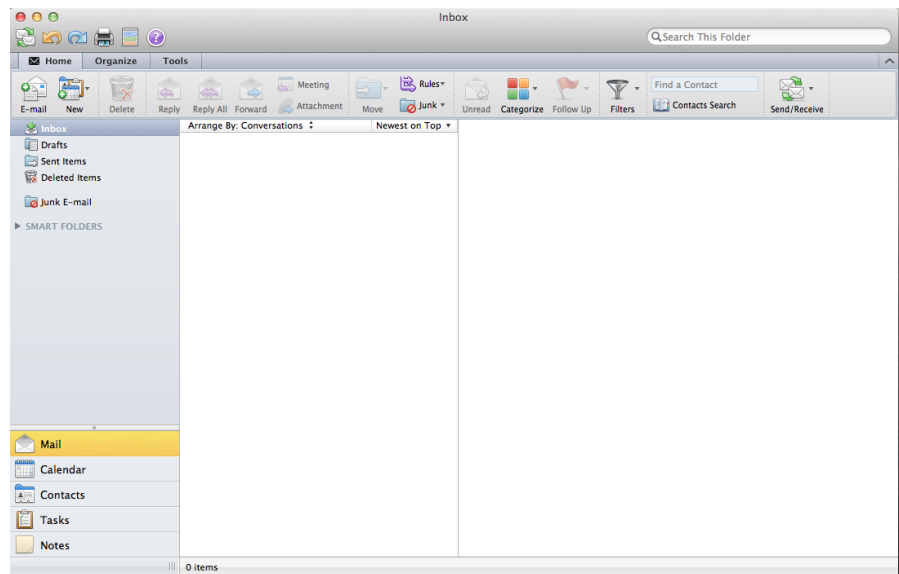 Inbox
Search This Folder
Home Organize Tools
Meeting Rules Find a Contact
Attachment Junk Contacts Search
E-mail New Delete Reply Reply All Forward Move Unread Categorize Follow Up Filters Send/Receive
Inbox
Arrange By: Conversations Newest on Top
Drafts
Sent Items
Deleted Items
Junk E-mail
SMART FOLDERS
Mail
Calendar
Contacts
Tasks
Notes
0 items